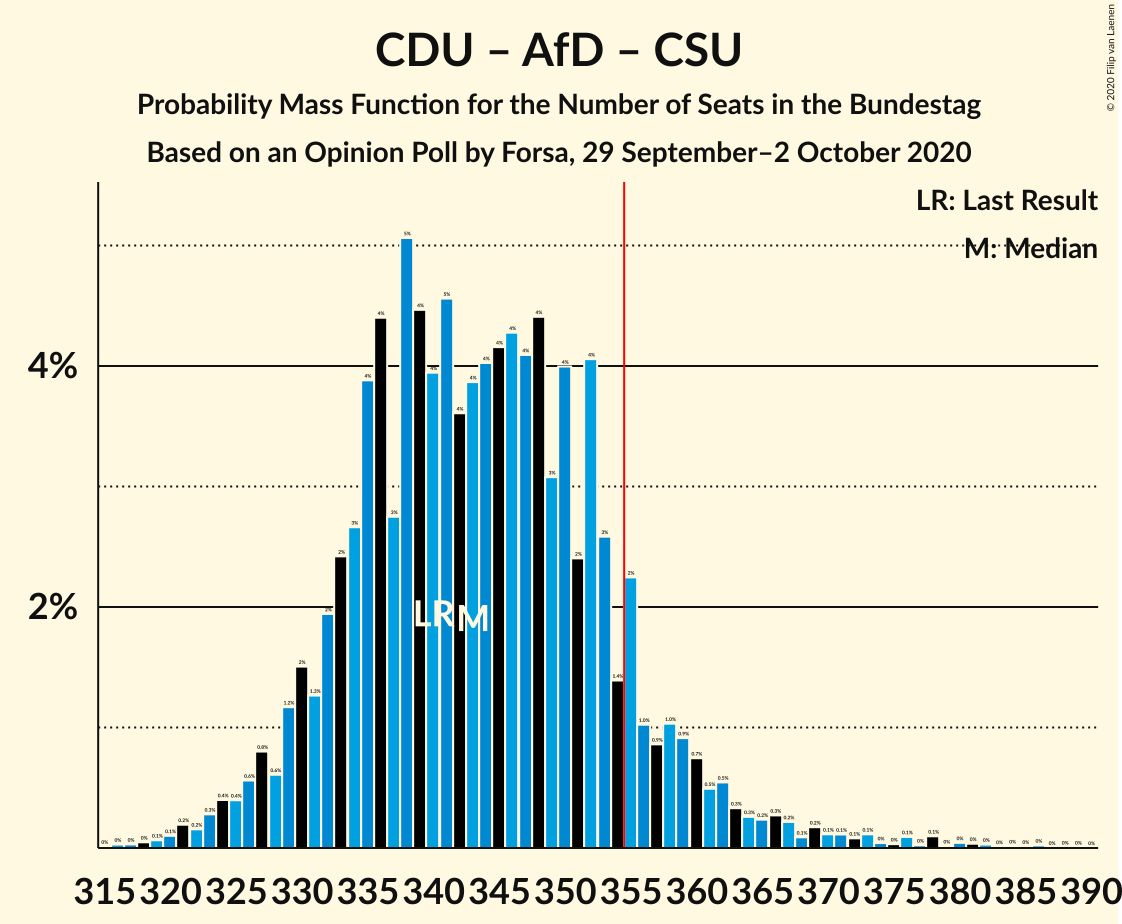 CDU – AfD – CSU
Probability Mass Function for the Number of Seats in the Bundestag
Based on an Opinion Poll by Forsa, 29 September–2 October 2020
© 2020 Filip van Laenen
LR: Last Result
M: Median
4%
2%
LR
M
315 320 325 330 335 340 345 350 355 360 365 370 375 380 385 390